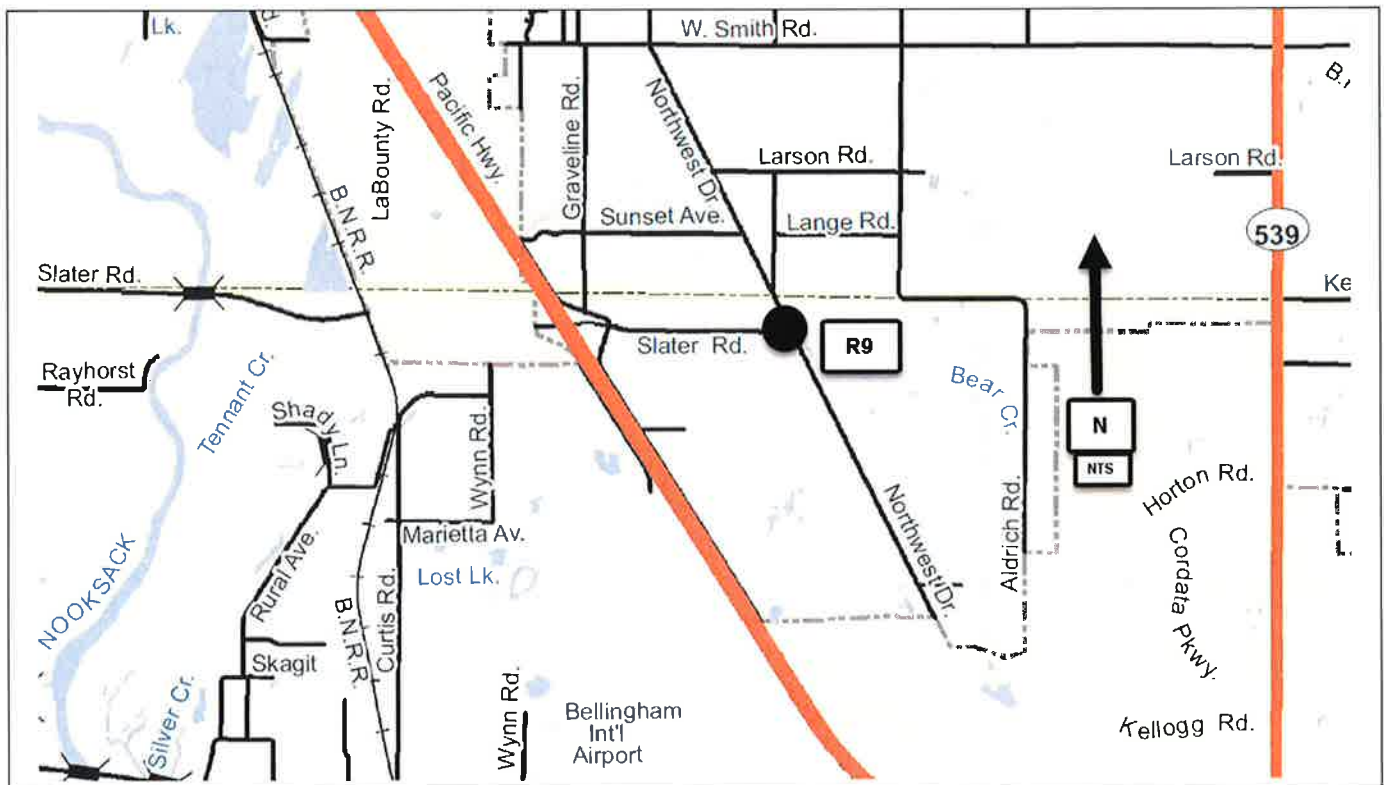 Lk.
d.
W. Smith Rd.
B.
LaBounty Rd.
Pacific Hwy.
Graveline Rd.
Northwest Dr
Larson Rd.
Larson Rd.
B.N.R.R.
Sunset Ave.
Lange Rd.
539
Slater Rd.
Ke
Slater Rd.
R9
Rayhorst
Rd.
Tennant Cr.
Bear Cr.
Shady Ln.
Wynn Rd.
N
NTS
Horton Rd.
Marietta Av.
Northwest Dr.
Aldrich Rd.
Cordata Pkwy.
NOOKSACK
Rural Ave.
Lost Lk.
B.N.R.R.
Curtis Rd.
Skagit
Silver Cr.
Wynn Rd.
Bellingham
Int'l
Airport
Kellogg Rd.